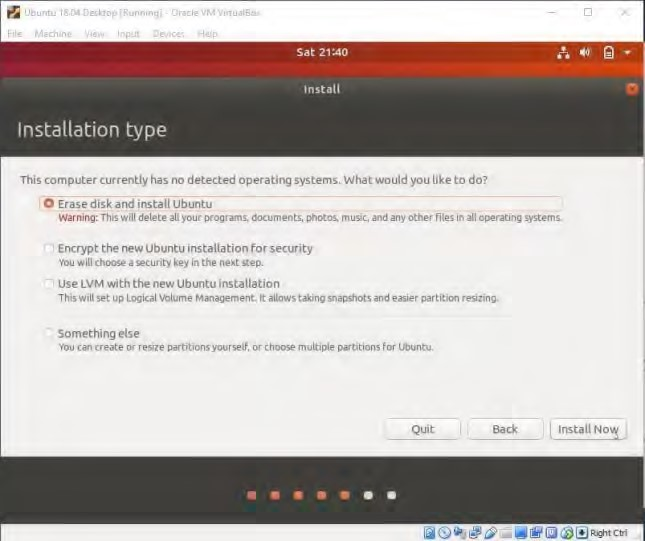 Ubuntu 18.04 Desktop [Running] - Oracle VM VirtualBox
File Machine View Input Devices Help
Sat 21:40
Install
Installation type
This computer currently has no detected operating systems. What would you like to do?
Erase disk and install Ubuntu
Warning: This will delete all your programs, documents, photos, music, and any other files in all operating systems.
Encrypt the new Ubuntu installation for security
You will choose a security key in the next step.
Use LVM with the new Ubuntu installation
This will set up Logical Volume Management. It allows taking snapshots and easier partition resizing.
Something else
You can create or resize partitions yourself, or choose multiple partitions for Ubuntu.
Quit Back Install Now
Right Ctrl